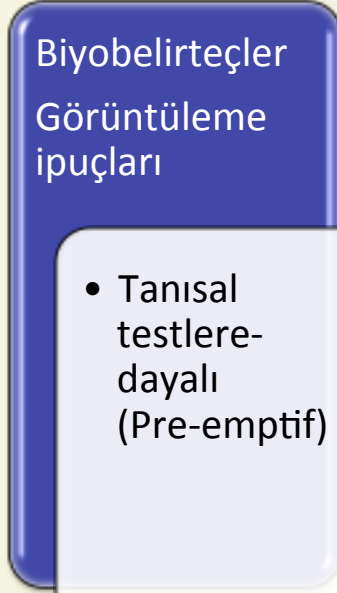 Biyobelirteçler
Görüntüleme
ipuçları
• Tanısal
testlere-
dayalı
(Pre-emptif)